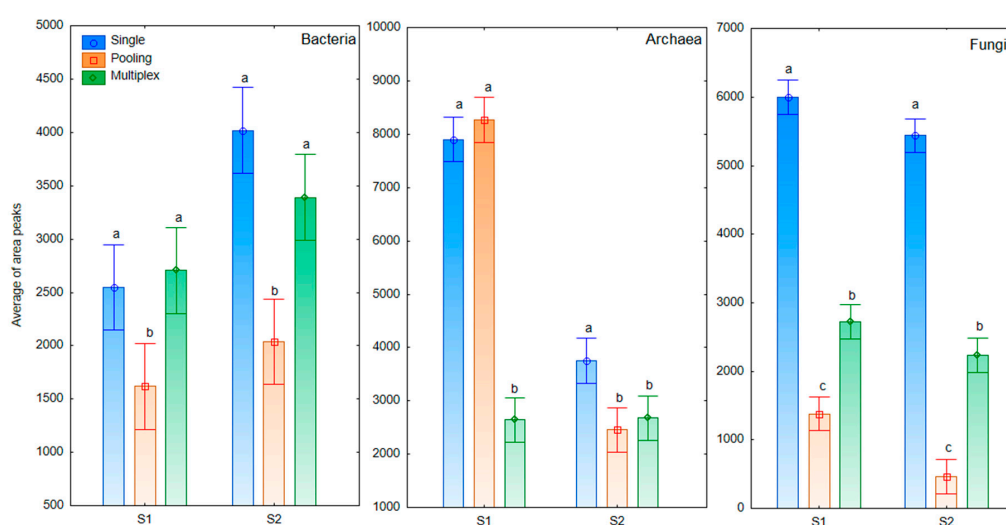 Average of area peaks
5000
4500
4000
3500
3000
2500
2000
1500
1000
500
Single
Pooling
Multiplex
Bacteria
a
b
a
a
b
a
S1
S2
10000
9000
8000
7000
6000
5000
4000
3000
2000
1000
Archaea
a
a
b
a
b
b
S1
S2
7000
6000
5000
4000
3000
2000
1000
0
Fungi
a
c
b
a
c
b
S1
S2